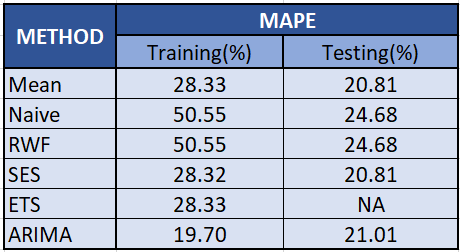 METHOD MAPE
Training(%) Testing(%)
Mean 28.33 20.81
Naive 50.55 24.68
RWF 50.55 24.68
SES 28.32 20.81
ETS 28.33 NA
ARIMA 19.70 21.01